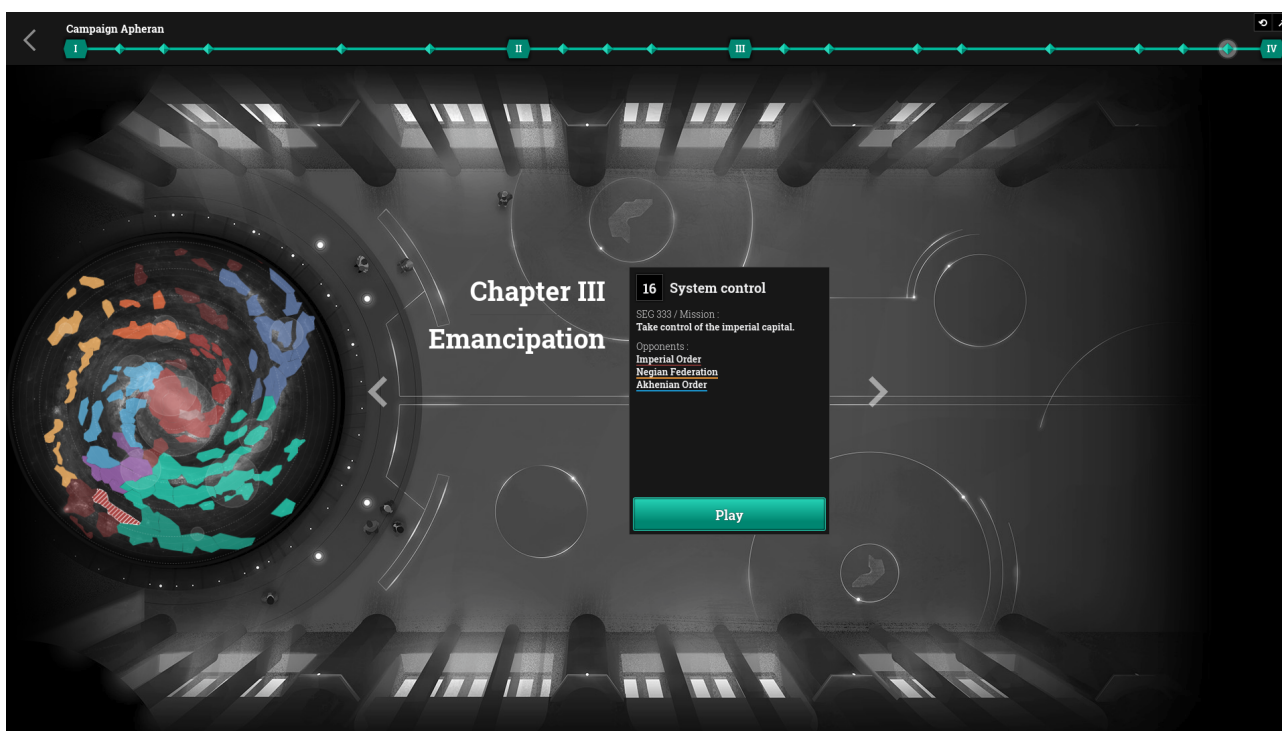 Campaign Apheran
I
II
III
IV
Chapter III
Emancipation
16 System control
SEG 333 / Mission :
Take control of the imperial capital.
Opponents :
Imperial Order
Negian Federation
Akhenian Order
Play